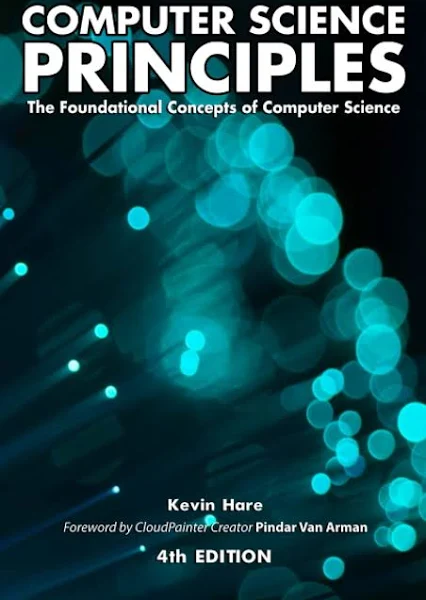 COMPUTER SCIENCE
PRINCIPLES
The Foundational Concepts of Computer Science
Kevin Hare
Foreword by CloudPainter Creator Pindar Van Arman
4th EDITION